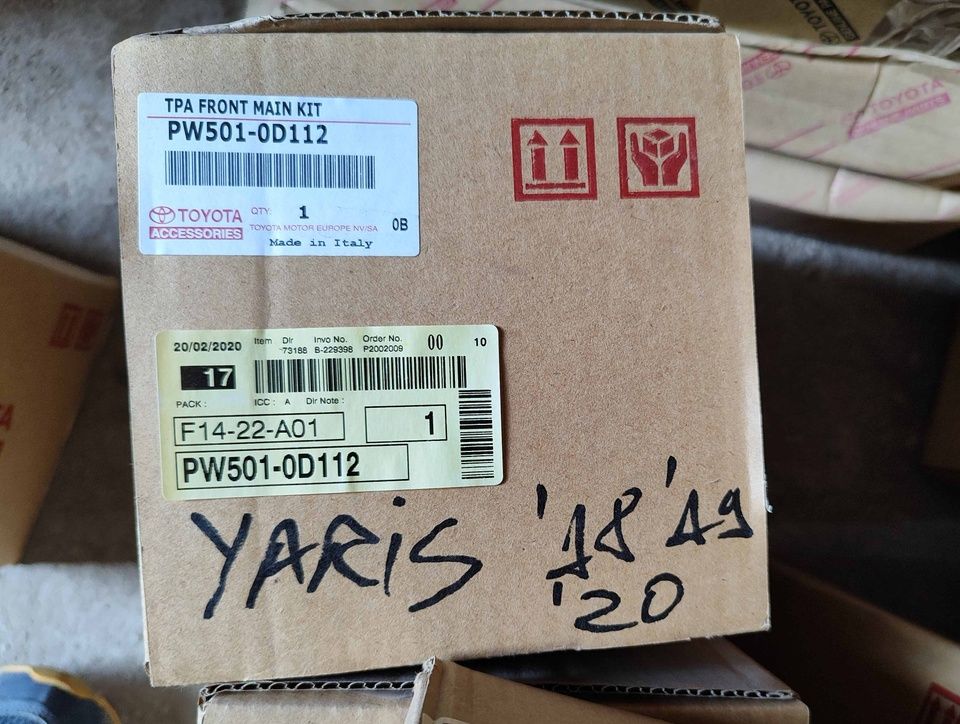 TPA FRONT MAIN KIT
PW501-0D112
TOYOTA
ACCESSORIES
QTY: 1
TOYOTA MOTOR EUROPE NV/SA
0B
Made in Italy
20/02/2020 Item Dlr Invo No. Order No. 00 10
73188 B-229398 P2002009
17
PACK : ICC : A Dlr Note :
F14-22-A01 1
PW501-0D112
YARiS '18 '19
'20
TOYOTA